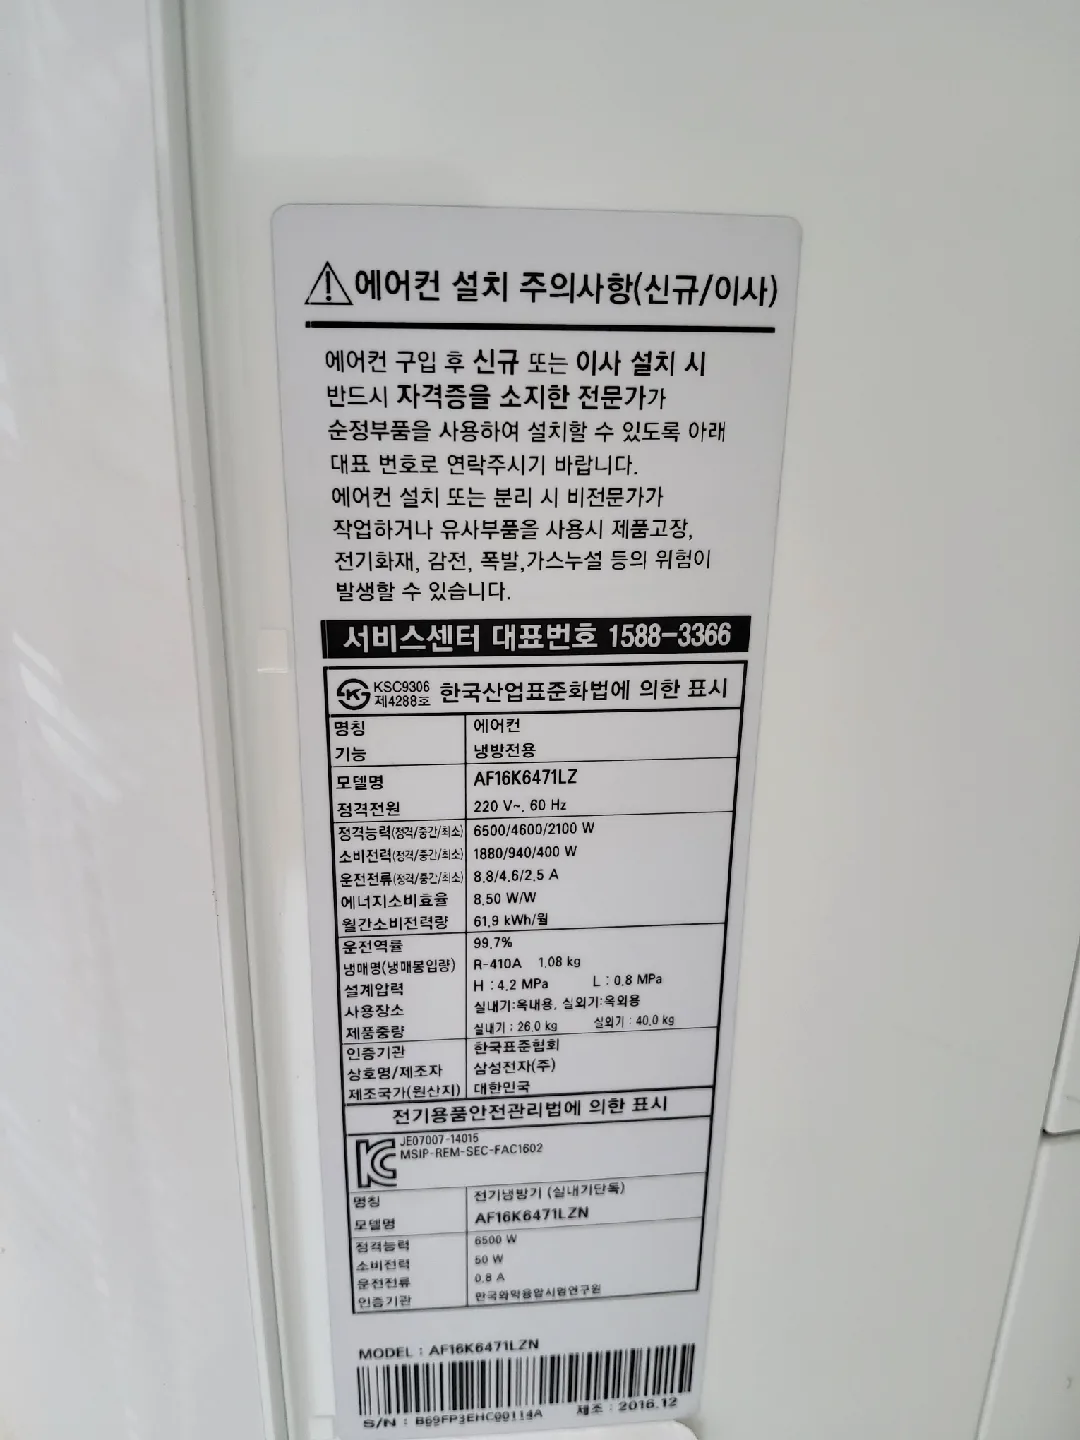 에어컨 설치 주의사항(신규/이사)
에어컨 구입 후 신규 또는 이사 설치 시
반드시 자격증을 소지한 전문가가
순정부품을 사용하여 설치할 수 있도록 아래
대표 번호로 연락주시기 바랍니다.
에어컨 설치 또는 분리 시 비전문가가
작업하거나 유사부품을 사용시 제품고장,
전기화재, 감전, 폭발,가스누설 등의 위험이
발생할 수 있습니다.
서비스센터 대표번호 1588-3366
KSC9306
제4288호 한국산업표준화법에 의한 표시
명칭 에어컨
기능 냉방전용
모델명 AF16K6471LZ
정격전원 220 V~, 60 Hz
정격능력(정격/중간/최소) 6500/4600/2100 W
소비전력(정격/중간/최소) 1880/940/400 W
운전전류(정격/중간/최소) 8.8/4.6/2.5 A
에너지소비효율 8.50 W/W
월간소비전력량 61.9 kWh/월
운전역률 99.7%
냉매명(냉매봉입량) R-410A 1.08 kg
설계압력 H : 4.2 MPa L : 0.8 MPa
사용장소 실내기:옥내용, 실외기:옥외용
제품중량 실내기 : 26.0 kg 실외기 : 40.0 kg
인증기관 한국표준협회
상호명/제조자 삼성전자(주)
제조국가(원산지) 대한민국
전기용품안전관리법에 의한 표시
JE07007-14015
MSIP-REM-SEC-FAC1602
명칭 전기냉방기 (실내기단독)
모델명 AF16K6471LZN
정격능력 6500 W
소비전력 50 W
운전전류 0.8 A
인증기관
MODEL : AF16K6471LZN
S/N : 제조 : 2016.12